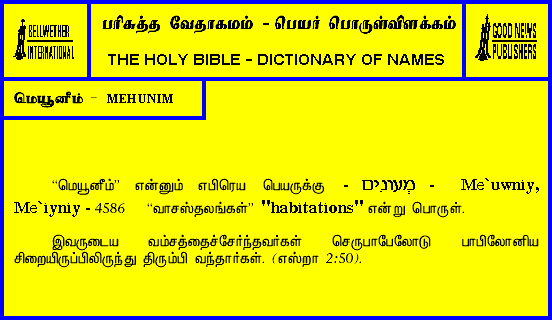 BELLWETHER
INTERNATIONAL
பரிசுத்த வேதாகமம் - பெயர் பொருள்விளக்கம்
THE HOLY BIBLE - DICTIONARY OF NAMES
GOOD NEWS
PUBLISHERS
மெயூனீம் - MEHUNIM
“மெயூனீம்” என்னும் எபிரெய பெயருக்கு - מְעוּנִים - Me`uwniy,
Me`iyniy - 4586 “வாசஸ்தலங்கள்” "habitations" என்று பொருள்.
இவருடைய வம்சத்தைச்சேர்ந்தவர்கள் செருபாபேலோடு பாபிலோனிய
சிறையிருப்பிலிருந்து திரும்பி வந்தார்கள். (எஸ்றா 2:50).